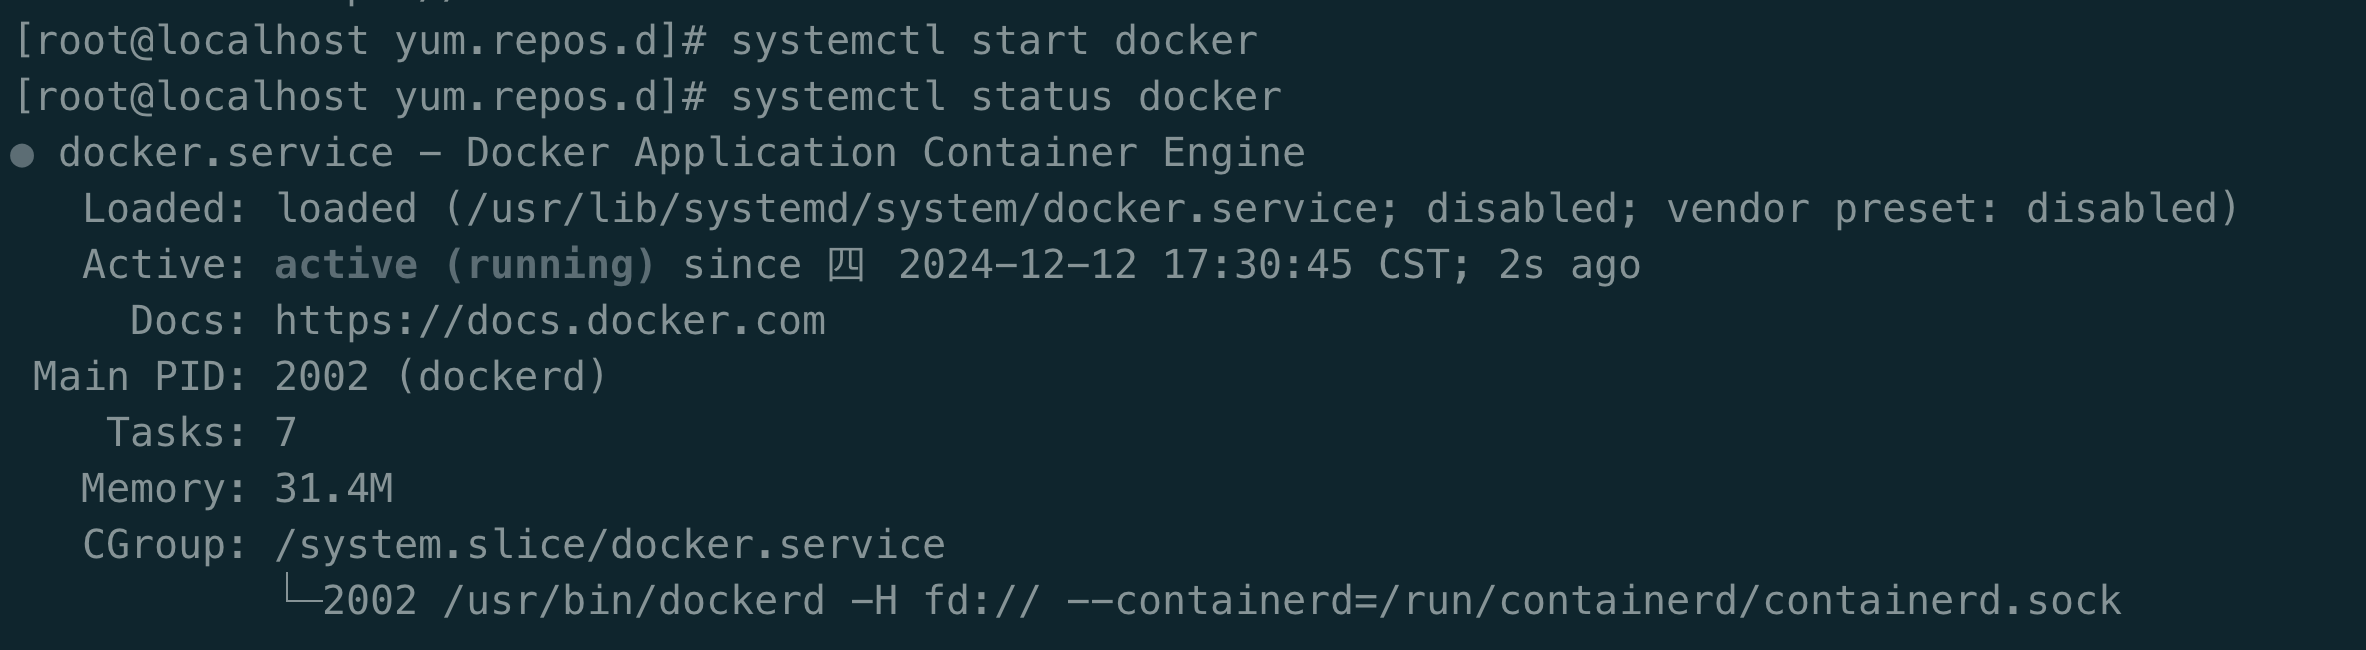 [root@localhost yum.repos.d]# systemctl start docker
[root@localhost yum.repos.d]# systemctl status docker
● docker.service - Docker Application Container Engine
   Loaded: loaded (/usr/lib/systemd/system/docker.service; disabled; vendor preset: disabled)
   Active: active (running) since 四 2024-12-12 17:30:45 CST; 2s ago
     Docs: https://docs.docker.com
 Main PID: 2002 (dockerd)
    Tasks: 7
   Memory: 31.4M
   CGroup: /system.slice/docker.service
           └─2002 /usr/bin/dockerd -H fd:// --containerd=/run/containerd/containerd.sock